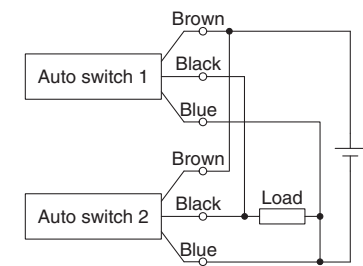 Brown
Auto switch 1
Black
Blue
Brown
Auto switch 2
Black
Load
Blue